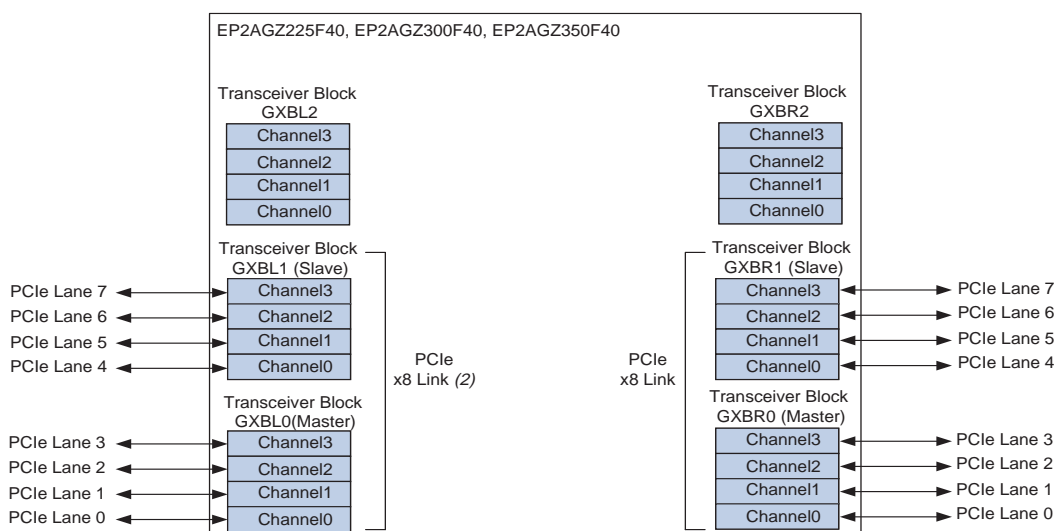 EP2AGZ225F40, EP2AGZ300F40, EP2AGZ350F40
Transceiver Block
GXBL2
Channel3
Channel2
Channel1
Channel0
Transceiver Block
GXBR2
Channel3
Channel2
Channel1
Channel0
Transceiver Block
GXBL1 (Slave)
PCIe Lane 7
Channel3
PCIe Lane 6
Channel2
PCIe Lane 5
Channel1
PCIe Lane 4
Channel0
Transceiver Block
GXBL0(Master)
PCIe Lane 3
Channel3
PCIe Lane 2
Channel2
PCIe Lane 1
Channel1
PCIe Lane 0
Channel0
PCIe
x8 Link (2)
PCIe
x8 Link
Transceiver Block
GXBR1 (Slave)
Channel3
PCIe Lane 7
Channel2
PCIe Lane 6
Channel1
PCIe Lane 5
Channel0
PCIe Lane 4
Transceiver Block
GXBR0 (Master)
Channel3
PCIe Lane 3
Channel2
PCIe Lane 2
Channel1
PCIe Lane 1
Channel0
PCIe Lane 0